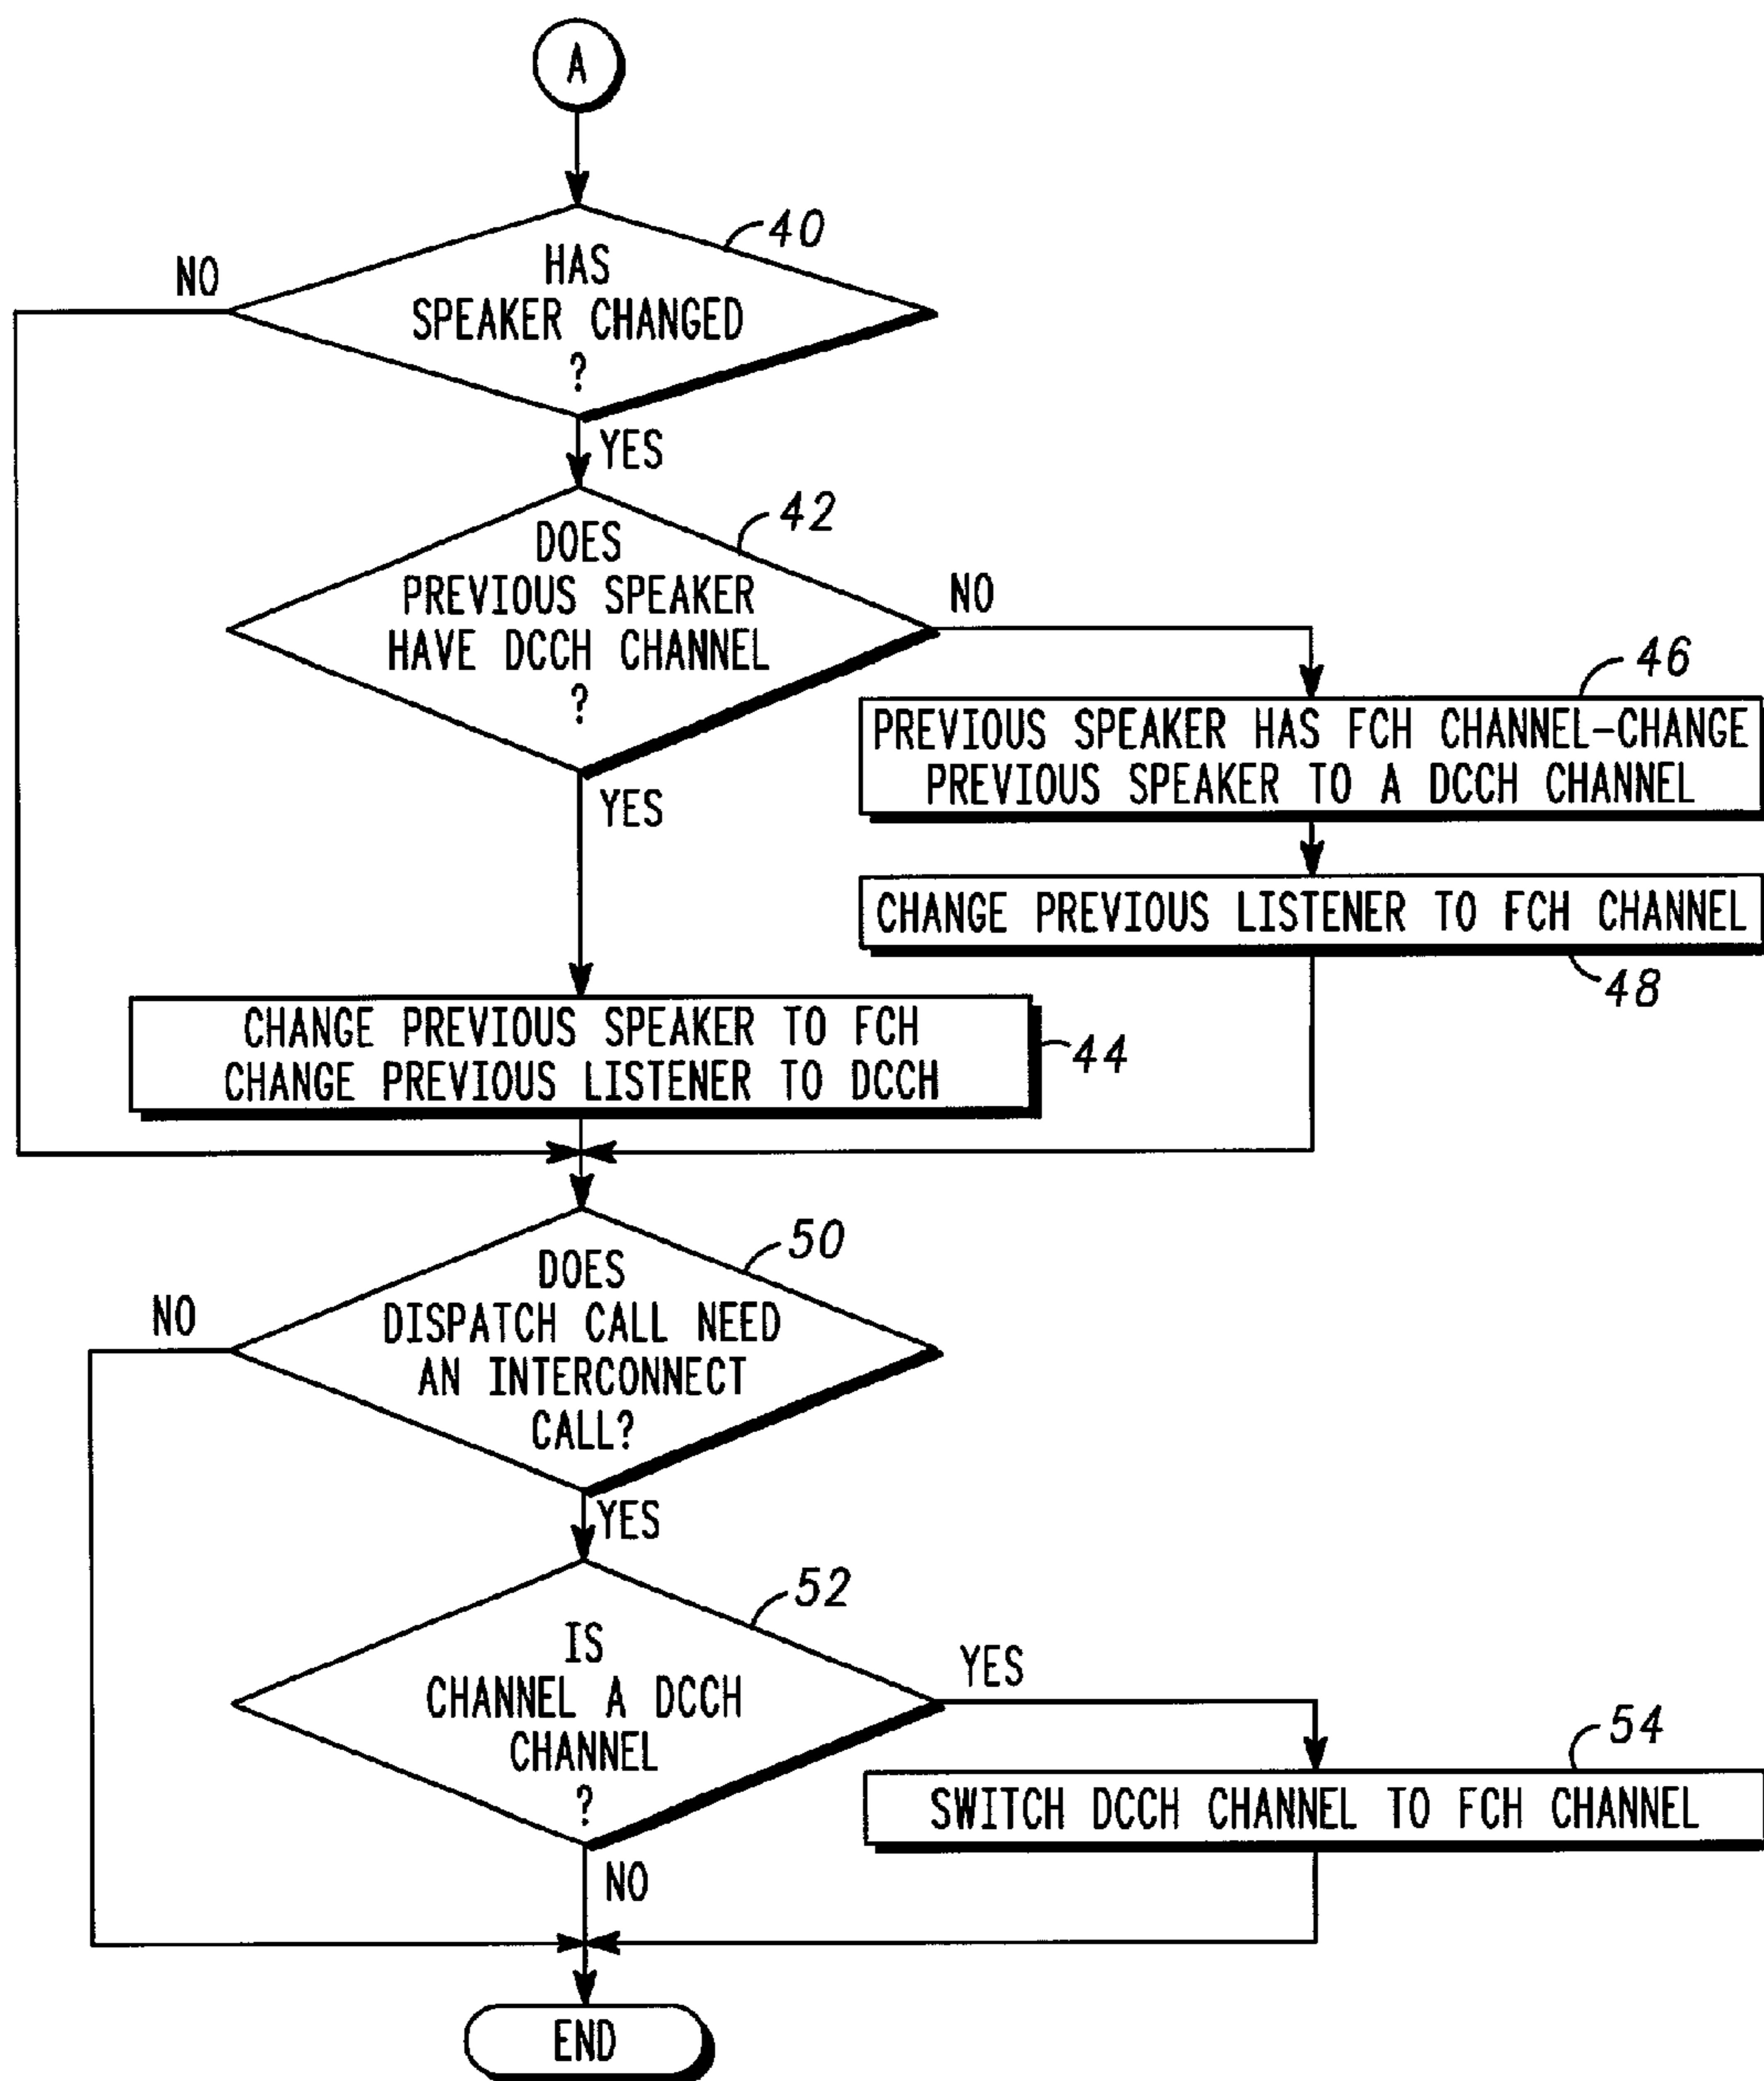 A
40
HAS
SPEAKER CHANGED
?
NO
YES
42
DOES
PREVIOUS SPEAKER
HAVE DCCH CHANNEL
?
NO
YES
46
PREVIOUS SPEAKER HAS FCH CHANNEL-CHANGE
PREVIOUS SPEAKER TO A DCCH CHANNEL
CHANGE PREVIOUS LISTENER TO FCH CHANNEL
48
CHANGE PREVIOUS SPEAKER TO FCH
CHANGE PREVIOUS LISTENER TO DCCH
44
50
DOES
DISPATCH CALL NEED
AN INTERCONNECT
CALL?
NO
YES
52
IS
CHANNEL A DCCH
CHANNEL
?
YES
NO
54
SWITCH DCCH CHANNEL TO FCH CHANNEL
END